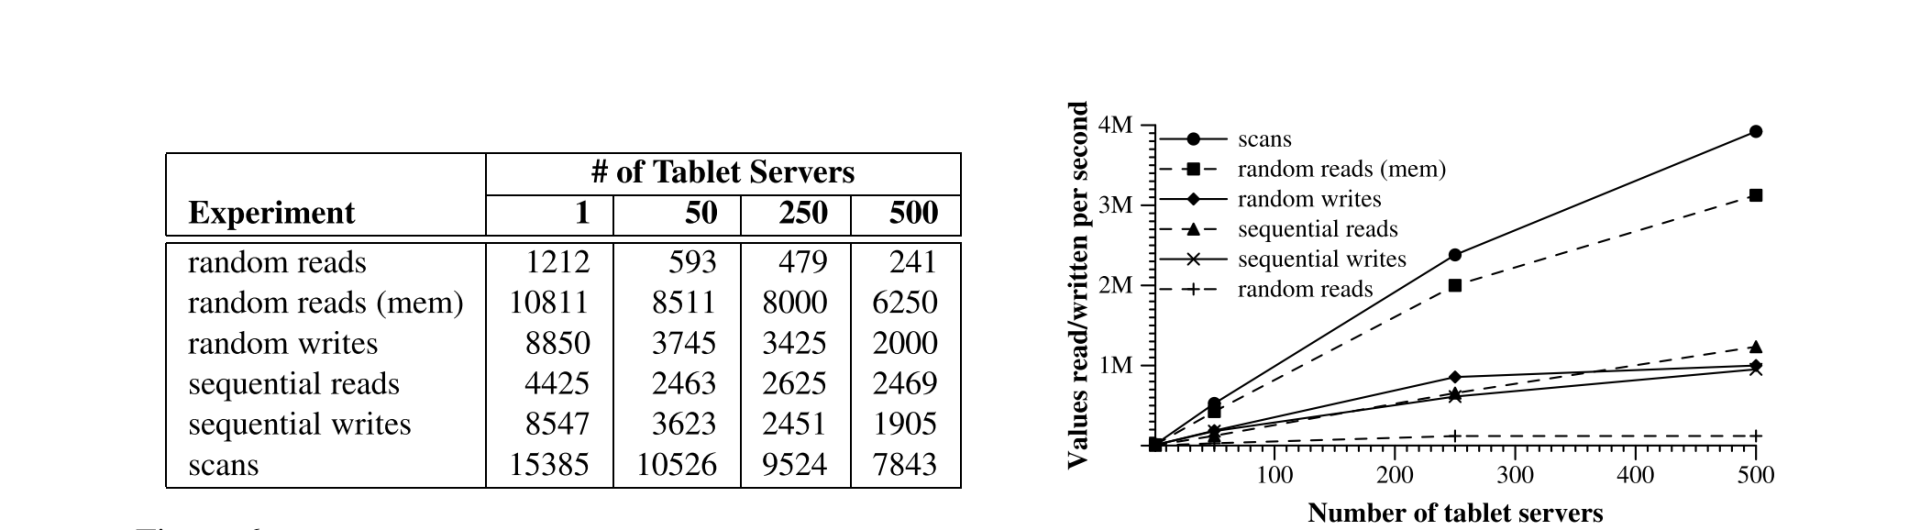 # of Tablet Servers
Experiment 1 50 250 500
random reads 1212 593 479 241
random reads (mem) 10811 8511 8000 6250
random writes 8850 3745 3425 2000
sequential reads 4425 2463 2625 2469
sequential writes 8547 3623 2451 1905
scans 15385 10526 9524 7843
Values read/written per second
4M
3M
2M
1M
scans
random reads (mem)
random writes
sequential reads
sequential writes
random reads
100 200 300 400 500
Number of tablet servers